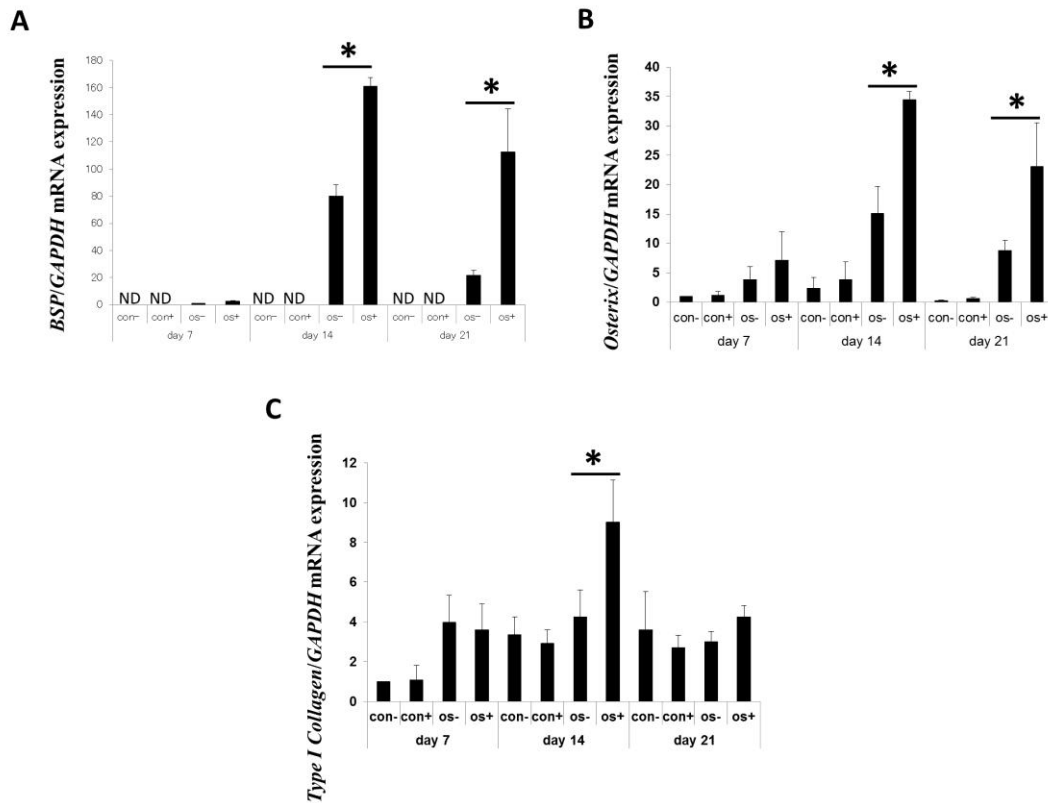 A
BSP/GAPDH mRNA expression
180
160
140
120
100
80
60
40
20
0
* *
ND ND ND ND ND ND
con− con+ os− os+ con− con+ os− os+ con− con+ os− os+
day 7 day 14 day 21
B
Osterix/GAPDH mRNA expression
40
35
30
25
20
15
10
5
0
* *
con- con+ os- os+ con- con+ os- os+ con- con+ os- os+
day 7 day 14 day 21
C
Type I Collagen/GAPDH mRNA expression
12
10
8
6
4
2
0
*
con- con+ os- os+ con- con+ os- os+ con- con+ os- os+
day 7 day 14 day 21